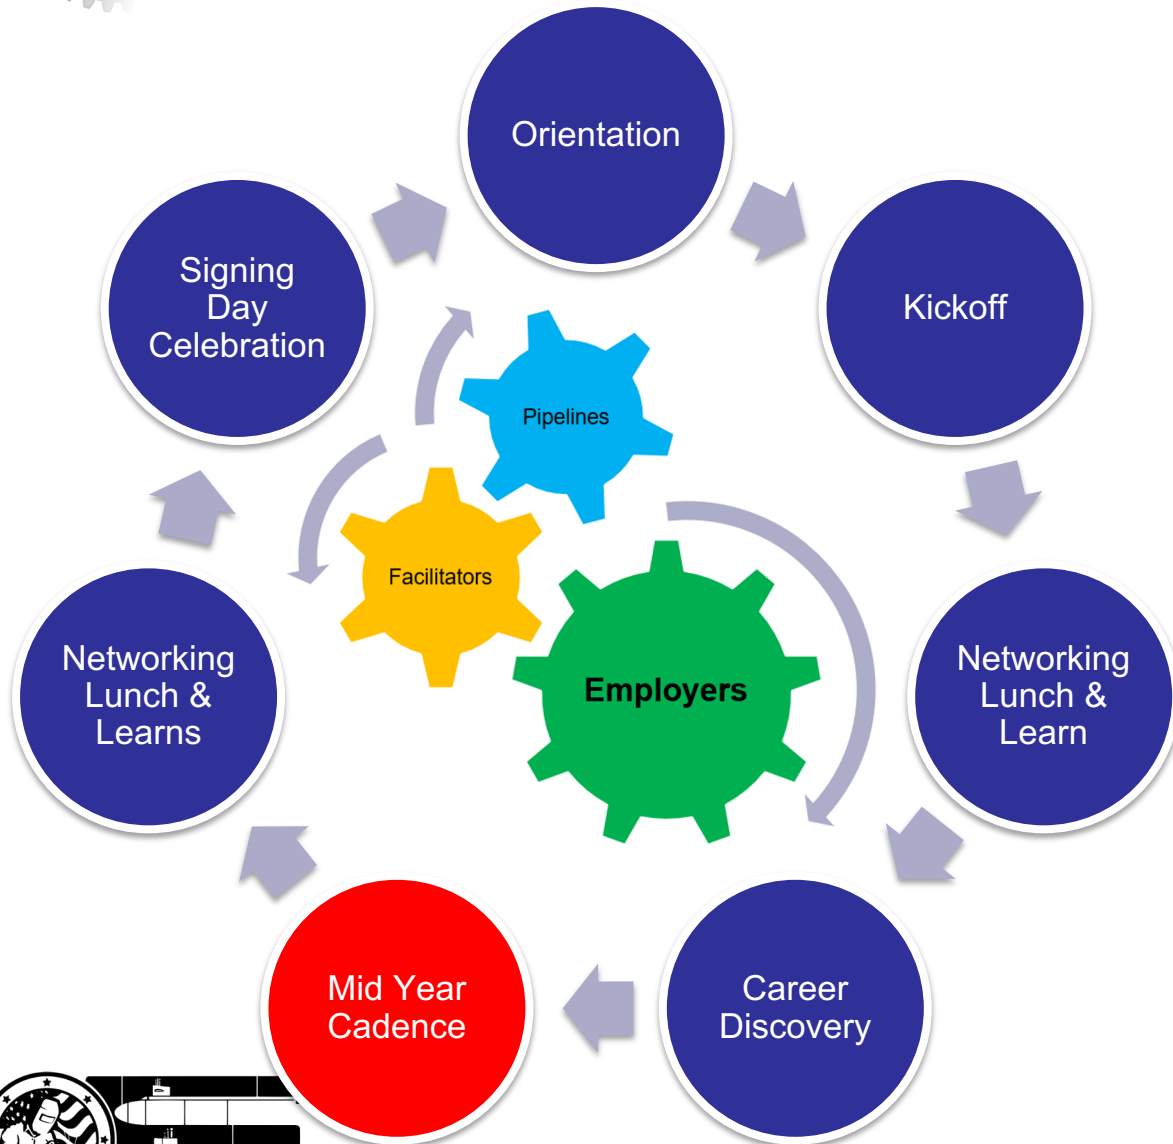 Orientation
Signing
Day
Celebration
Kickoff
Pipelines
Facilitators
Employers
Networking
Lunch &
Learns
Networking
Lunch &
Learn
Mid Year
Cadence
Career
Discovery